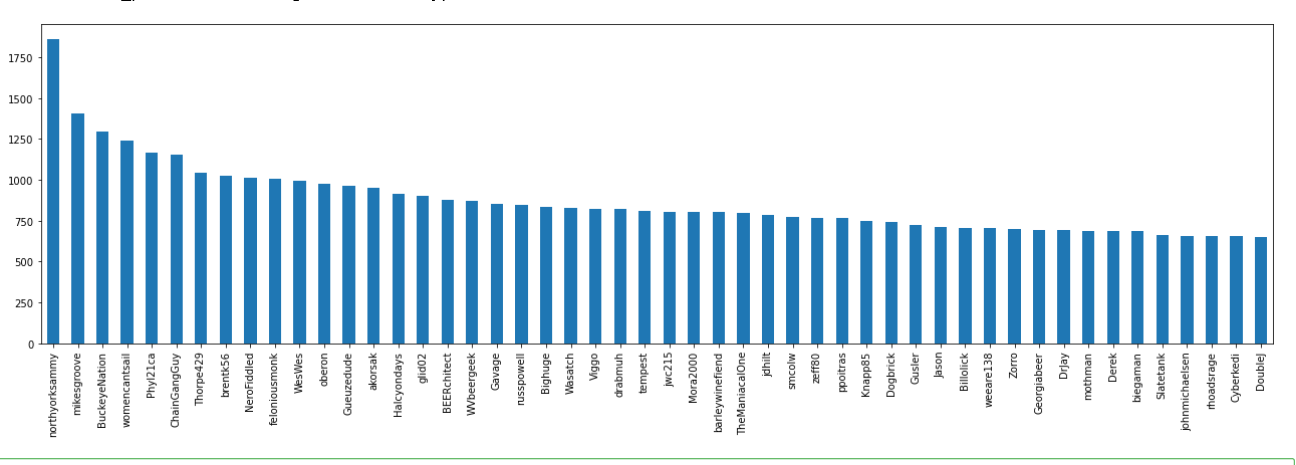 1750
1500
1250
1000
750
500
250
0
northyorksammy
mikesgroove
BuckeyeNation
womencantsail
Phyl21ca
ChainGangGuy
Thorpe429
brentk56
NeroFiddled
feloniousmonk
WesWes
oberon
Gueuzedude
akorsak
Halcyondays
glid02
BEERchitect
WVbeergeek
Gavage
russpowell
Bighuge
Wasatch
Viggo
drabmuh
tempest
jwc215
Mora2000
barleywinefiend
TheManiacalOne
jdhilt
smcolw
zeff80
ppoitras
Knapp85
Dogbrick
Gusler
Jason
Billolick
weeare138
Zorro
Georgiabeer
DrJay
mothman
Derek
biegaman
Slatetank
johnmichaelsen
rhoadsrage
Cyberkedi
DoubleJ